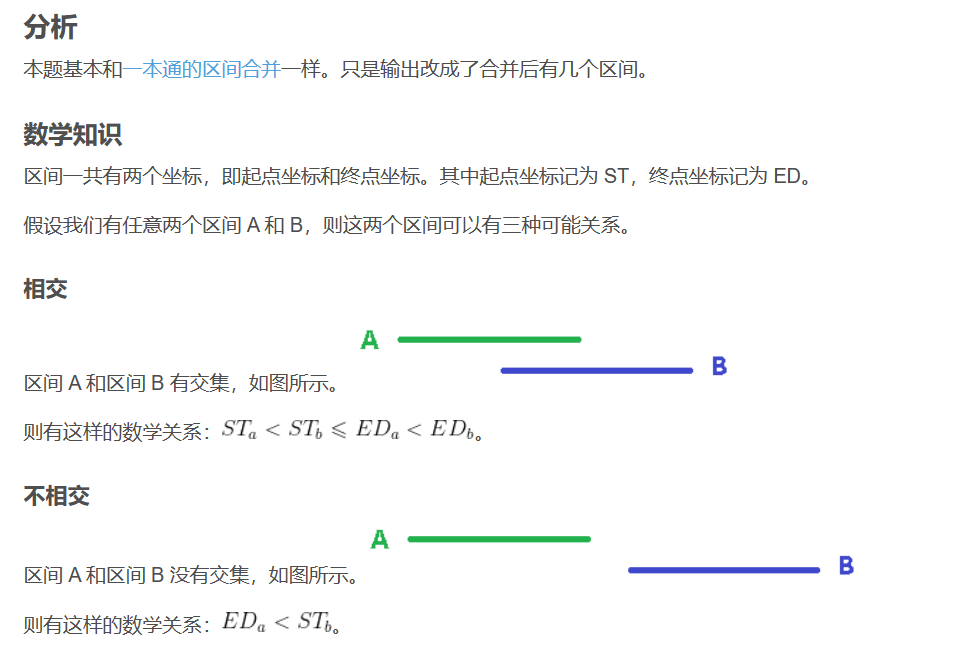 分析
本题基本和一本通的区间合并一样。只是输出改成了合并后有几个区间。
数学知识
区间一共有两个坐标，即起点坐标和终点坐标。其中起点坐标记为 ST，终点坐标记为 ED。
假设我们有任意两个区间 A 和 B，则这两个区间可以有三种可能关系。
相交
A
B
区间 A 和区间 B 有交集，如图所示。
则有这样的数学关系：STₐ < ST_b ⩽ EDₐ < ED_b。
不相交
A
B
区间 A 和区间 B 没有交集，如图所示。
则有这样的数学关系：EDₐ < ST_b。